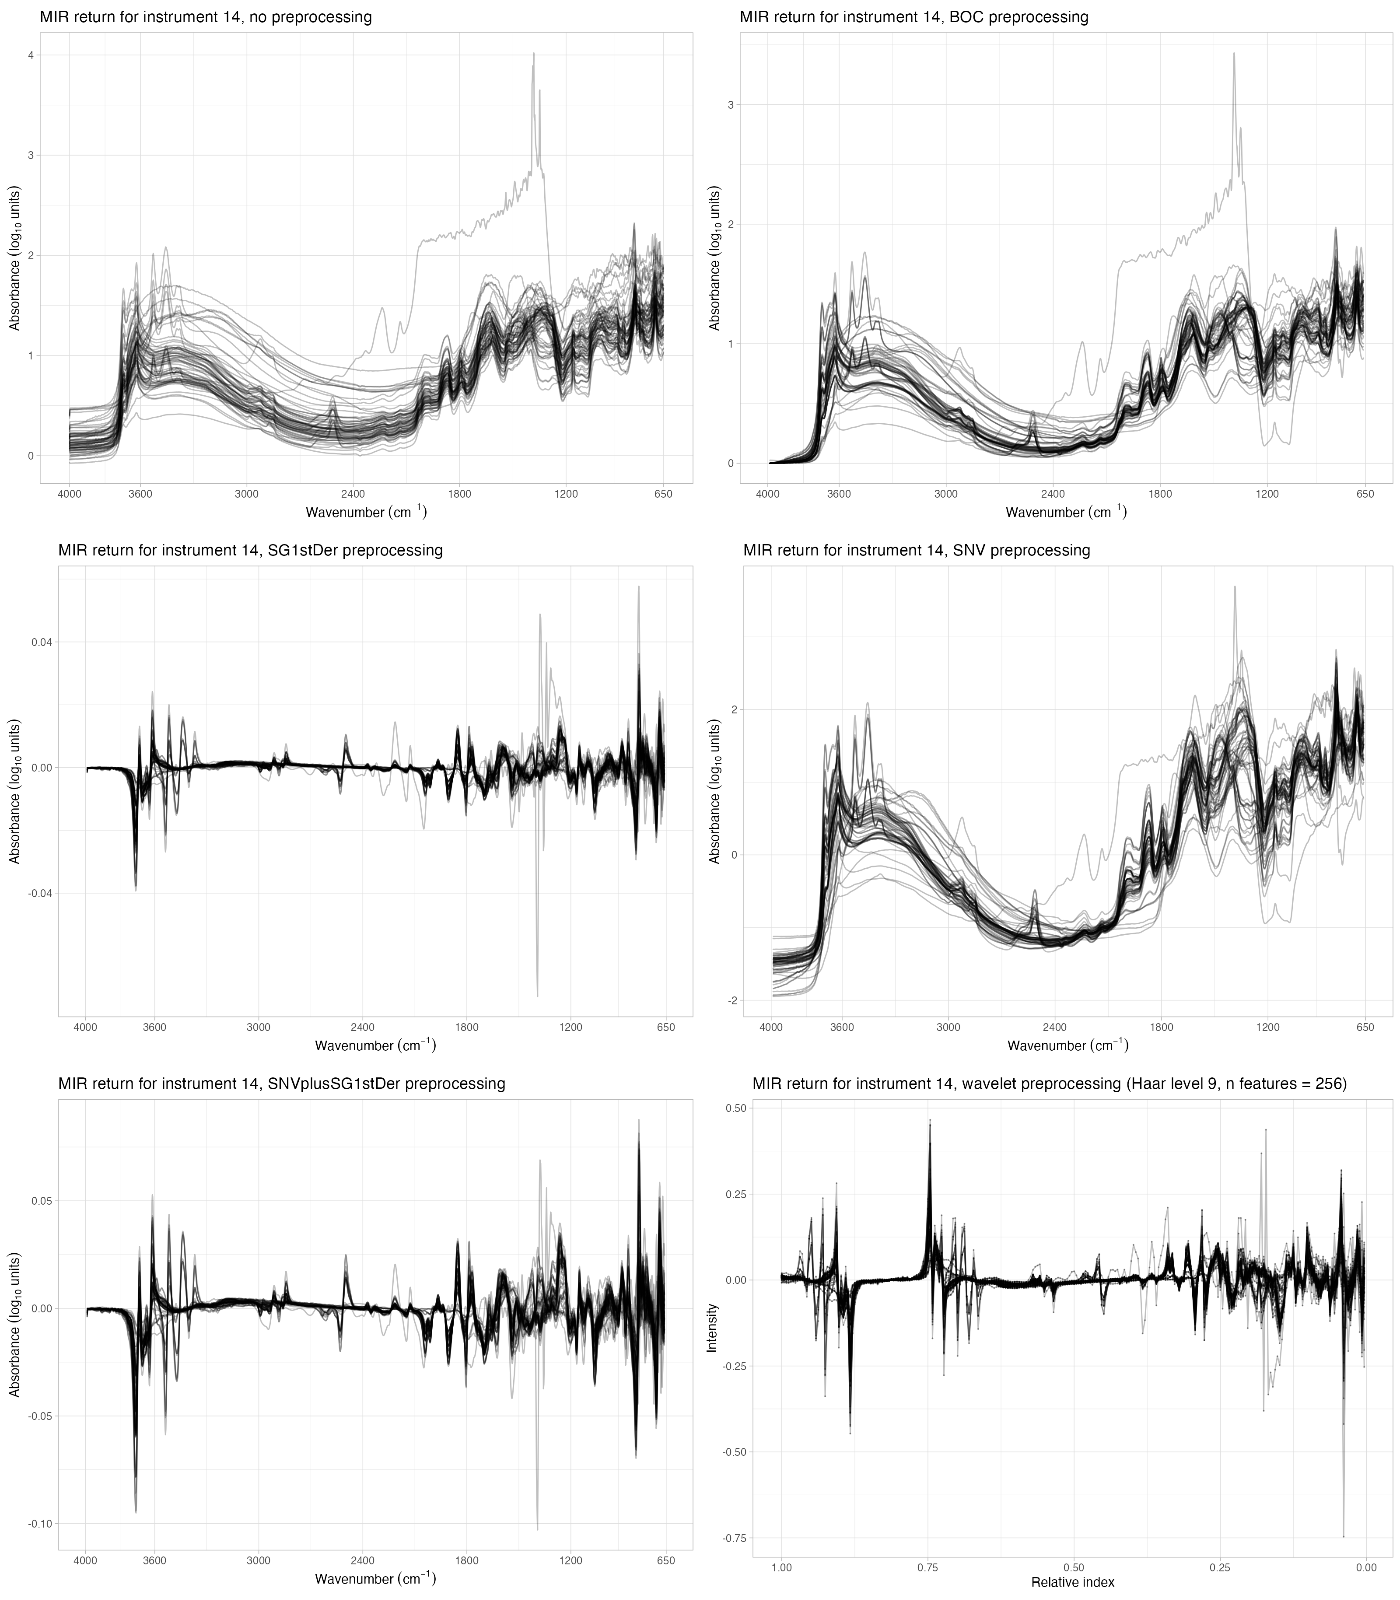 MIR return for instrument 14, no preprocessing
4
3
2
1
0
Absorbance (log₁₀ units)
4000 3600 3000 2400 1800 1200 650
Wavenumber (cm ¹)
MIR return for instrument 14, BOC preprocessing
3
2
1
0
Absorbance (log₁₀ units)
4000 3600 3000 2400 1800 1200 650
Wavenumber (cm ¹)
MIR return for instrument 14, SG1stDer preprocessing
0.04
0.00
-0.04
Absorbance (log₁₀ units)
4000 3600 3000 2400 1800 1200 650
Wavenumber (cm⁻¹)
MIR return for instrument 14, SNV preprocessing
2
0
-2
Absorbance (log₁₀ units)
4000 3600 3000 2400 1800 1200 650
Wavenumber (cm⁻¹)
MIR return for instrument 14, SNVplusSG1stDer preprocessing
0.05
0.00
-0.05
-0.10
Absorbance (log₁₀ units)
4000 3600 3000 2400 1800 1200 650
Wavenumber (cm⁻¹)
MIR return for instrument 14, wavelet preprocessing (Haar level 9, n features = 256)
0.50
0.25
0.00
-0.25
-0.50
-0.75
Intensity
1.00 0.75 0.50 0.25 0.00
Relative index